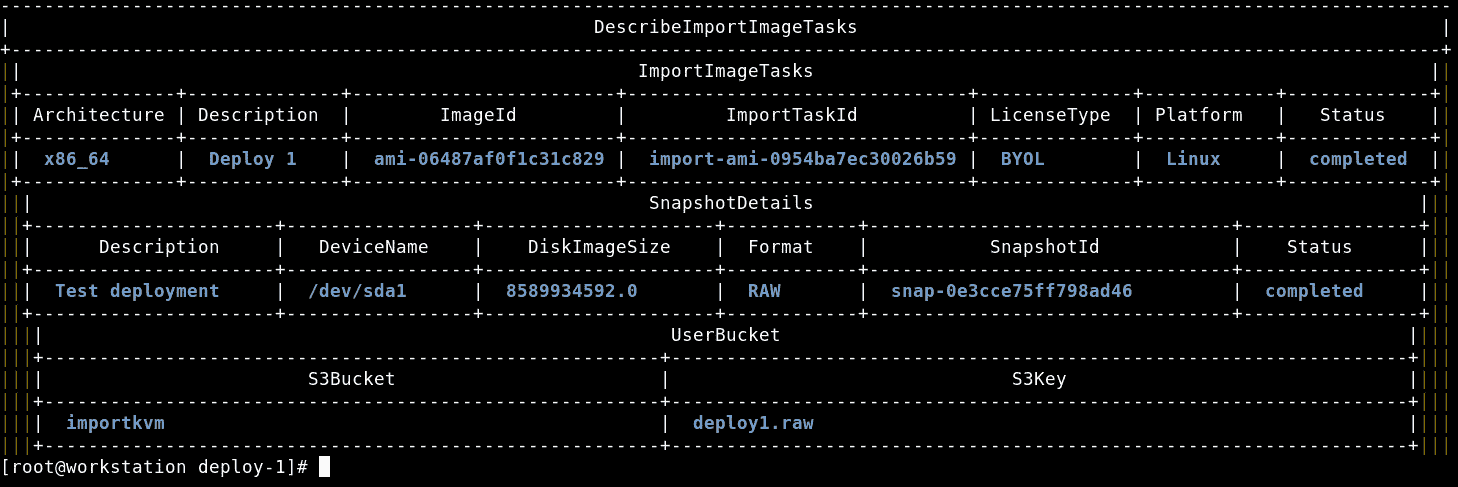 DescribeImportImageTasks
ImportImageTasks
| Architecture | Description | ImageId | ImportTaskId | LicenseType | Platform | Status |
| x86_64 | Deploy 1 | ami-06487af0f1c31c829 | import-ami-0954ba7ec30026b59 | BYOL | Linux | completed |
SnapshotDetails
| Description | DeviceName | DiskImageSize | Format | SnapshotId | Status |
| Test deployment | /dev/sda1 | 8589934592.0 | RAW | snap-0e3cce75ff798ad46 | completed |
UserBucket
| S3Bucket | S3Key |
| importkvm | deploy1.raw |
[root@workstation deploy-1]#